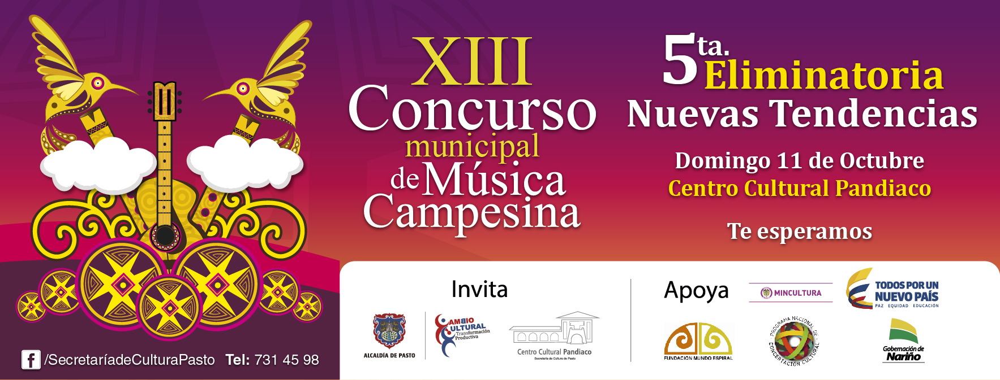 XIII
Concurso
municipal
de Música
Campesina
5ta.
Eliminatoria
Nuevas Tendencias
Domingo 11 de Octubre
Centro Cultural Pandiaco
Te esperamos
f /SecretaríadeCulturaPasto Tel: 731 45 98
Invita
ALCALDÍA DE PASTO
CAMBIO
CULTURAL
Transformación
Productiva
Centro Cultural Pandiaco
Secretaría de Cultura de Pasto
Apoya
MINCULTURA
TODOS POR UN
NUEVO PAÍS
PAZ EQUIDAD EDUCACIÓN
FUNDACIÓN MUNDO ESPIRAL
PROGRAMA NACIONAL DE
CONCERTACIÓN CULTURAL
Gobernación de
Nariño